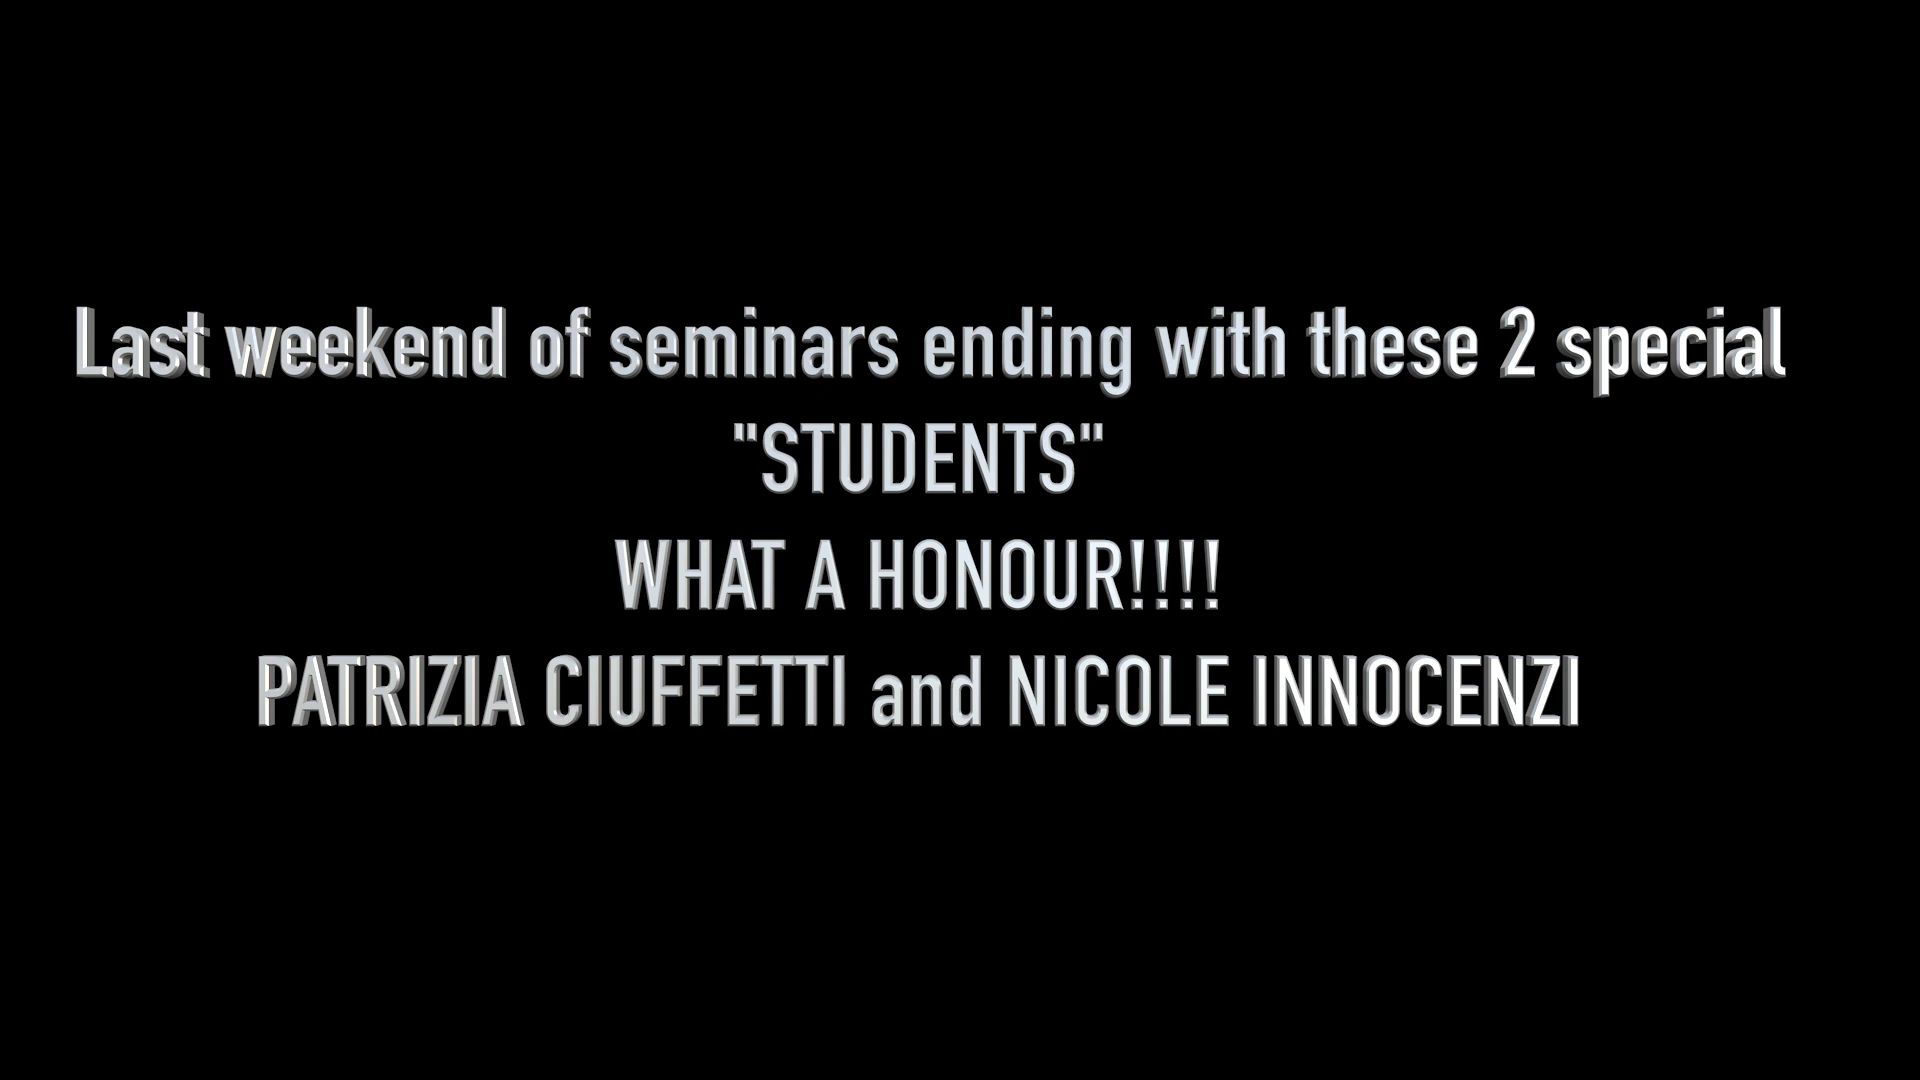 Last weekend of seminars ending with these 2 special
"STUDENTS"
WHAT A HONOUR!!!!
PATRIZIA CIUFFETTI and NICOLE INNOCENZI